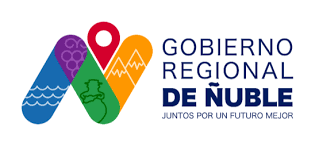 GOBIERNO
REGIONAL
DE ÑUBLE
JUNTOS POR UN FUTURO MEJOR